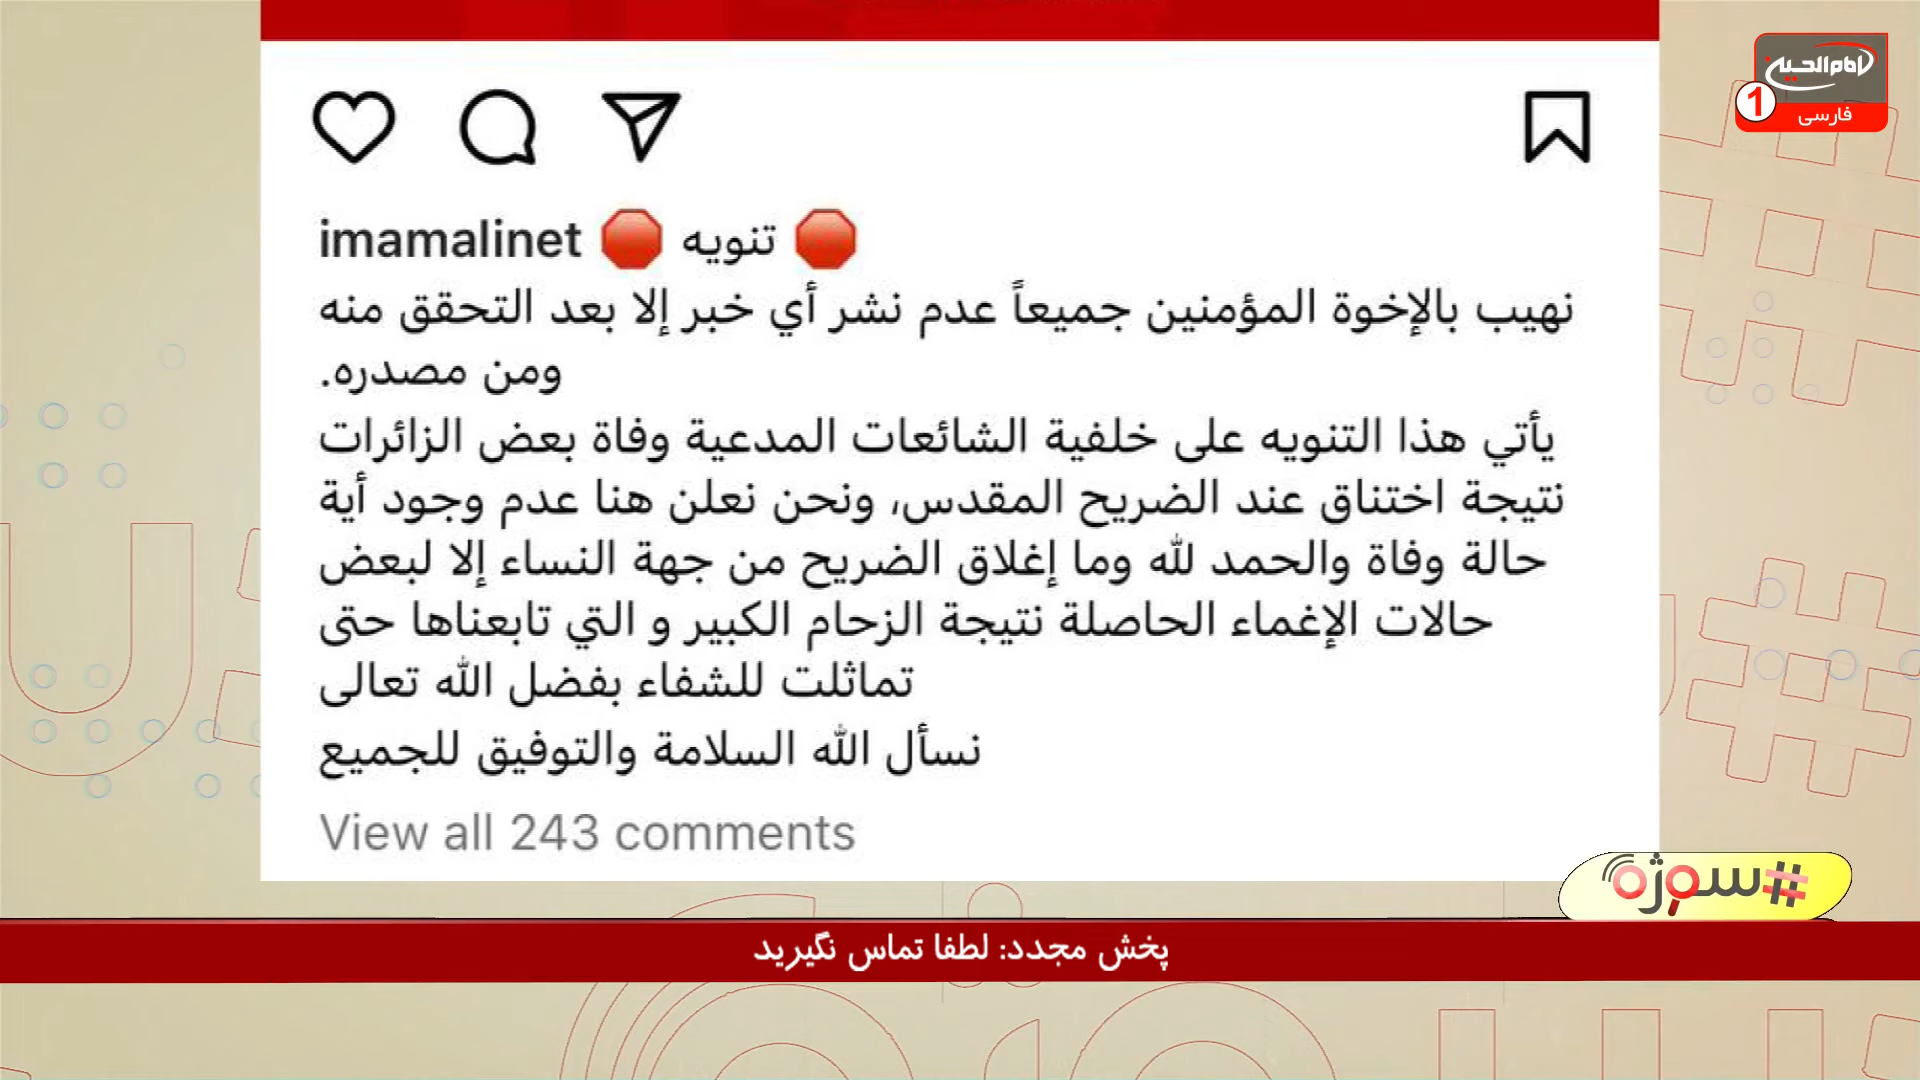 امام الحسین
1
فارسی
imamalinet 🛑 تنويه 🛑
نهيب بالإخوة المؤمنين جميعاً عدم نشر أي خبر إلا بعد التحقق منه
ومن مصدره.
يأتي هذا التنويه على خلفية الشائعات المدعية وفاة بعض الزائرات
نتيجة اختناق عند الضريح المقدس، ونحن نعلن هنا عدم وجود أية
حالة وفاة والحمد لله وما إغلاق الضريح من جهة النساء إلا لبعض
حالات الإغماء الحاصلة نتيجة الزحام الكبير و التي تابعناها حتى
تماثلت للشفاء بفضل الله تعالى
نسأل الله السلامة والتوفيق للجميع
View all 243 comments
#سوژه
پخش مجدد: لطفا تماس نگیرید